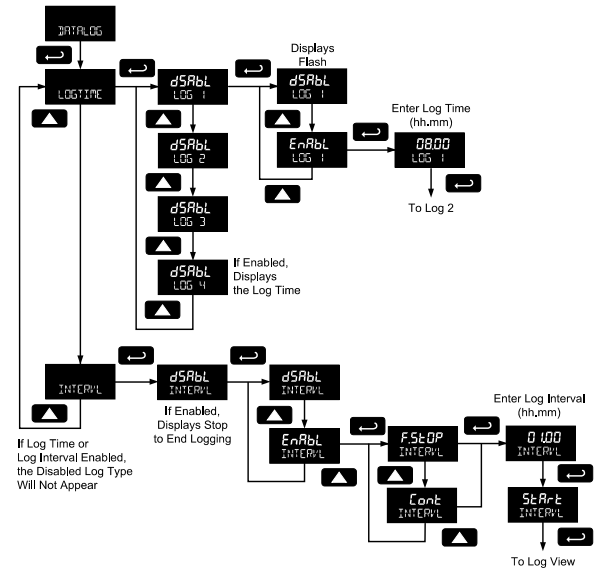 DATALOG
Displays
Flash
LOGTIME
dSAbL
LOG 1
dSAbL
LOG 1
Enter Log Time
(hh.mm)
dSAbL
LOG 2
EnAbL
LOG 1
08.00
LOG 1
To Log 2
dSAbL
LOG 3
dSAbL
LOG 4
If Enabled,
Displays
the Log Time
INTERVL
dSAbL
INTERVL
dSAbL
INTERVL
Enter Log Interval
(hh.mm)
If Enabled,
Displays Stop
to End Logging
EnAbL
INTERVL
F.StOP
INTERVL
01.00
INTERVL
If Log Time or
Log Interval Enabled,
the Disabled Log Type
Will Not Appear
Cont
INTERVL
StArt
INTERVL
To Log View